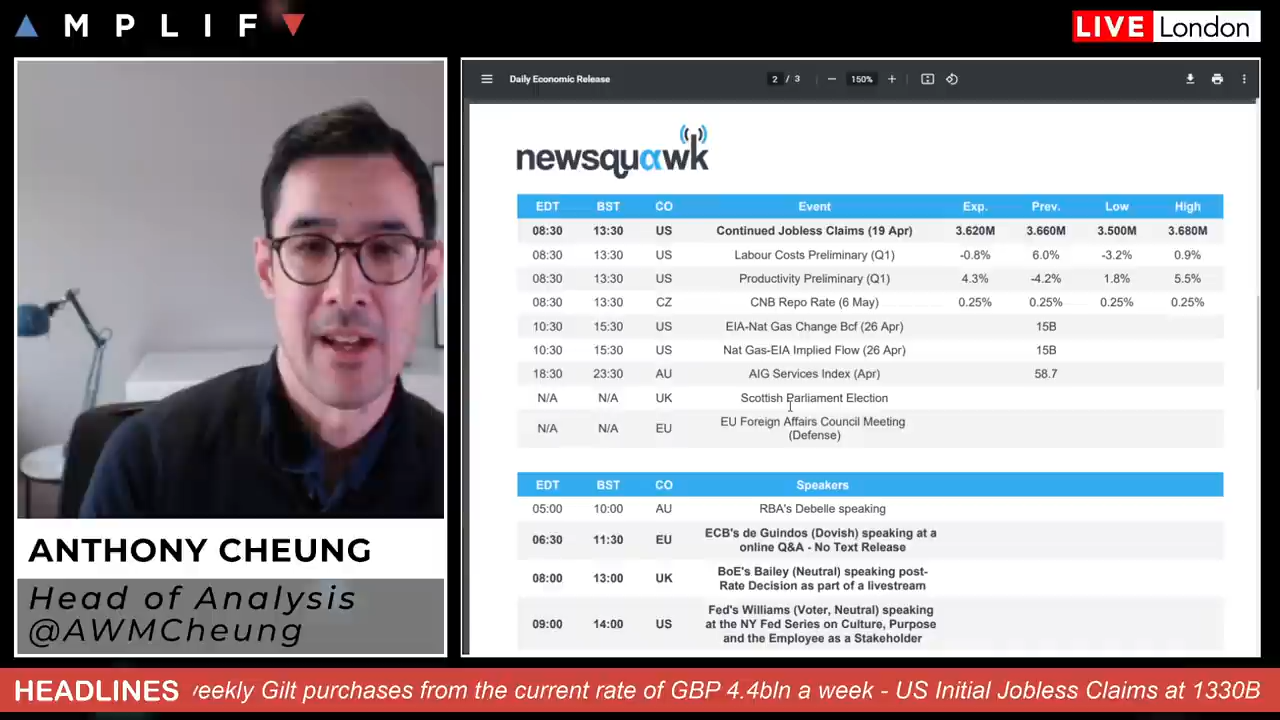 AMPLIFY
LIVE London
Daily Economic Release
2 / 3
150%
newsquawk
EDT BST CO Event Exp. Prev. Low High
08:30 13:30 US Continued Jobless Claims (19 Apr) 3.620M 3.660M 3.500M 3.680M
08:30 13:30 US Labour Costs Preliminary (Q1) -0.8% 6.0% -3.2% 0.9%
08:30 13:30 US Productivity Preliminary (Q1) 4.3% -4.2% 1.8% 5.5%
08:30 13:30 CZ CNB Repo Rate (6 May) 0.25% 0.25% 0.25% 0.25%
10:30 15:30 US EIA-Nat Gas Change Bcf (26 Apr) 15B
10:30 15:30 US Nat Gas-EIA Implied Flow (26 Apr) 15B
18:30 23:30 AU AIG Services Index (Apr) 58.7
N/A N/A UK Scottish Parliament Election
N/A N/A EU EU Foreign Affairs Council Meeting
(Defense)
EDT BST CO Speakers
05:00 10:00 AU RBA's Debelle speaking
06:30 11:30 EU ECB's de Guindos (Dovish) speaking at a
online Q&A - No Text Release
08:00 13:00 UK BoE's Bailey (Neutral) speaking post-
Rate Decision as part of a livestream
09:00 14:00 US Fed's Williams (Voter, Neutral) speaking
at the NY Fed Series on Culture, Purpose
and the Employee as a Stakeholder
ANTHONY CHEUNG
Head of Analysis
@AWMCheung
HEADLINES reekly Gilt purchases from the current rate of GBP 4.4bln a week - US Initial Jobless Claims at 1330B